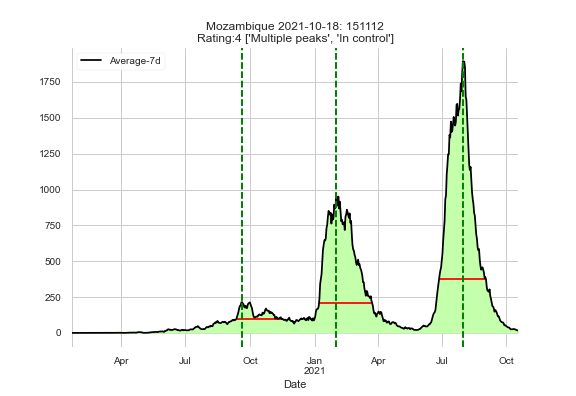 Mozambique 2021-10-18: 151112
Rating:4 ['Multiple peaks', 'In control']
Average-7d
1750
1500
1250
1000
750
500
250
0
Apr Jul Oct Jan Apr Jul Oct
2021
Date